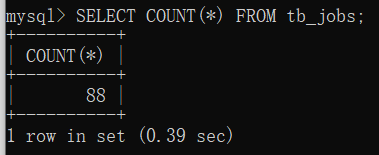 mysql> SELECT COUNT(*) FROM tb_jobs;
+----------+
| COUNT(*) |
+----------+
|       88 |
+----------+
1 row in set (0.39 sec)